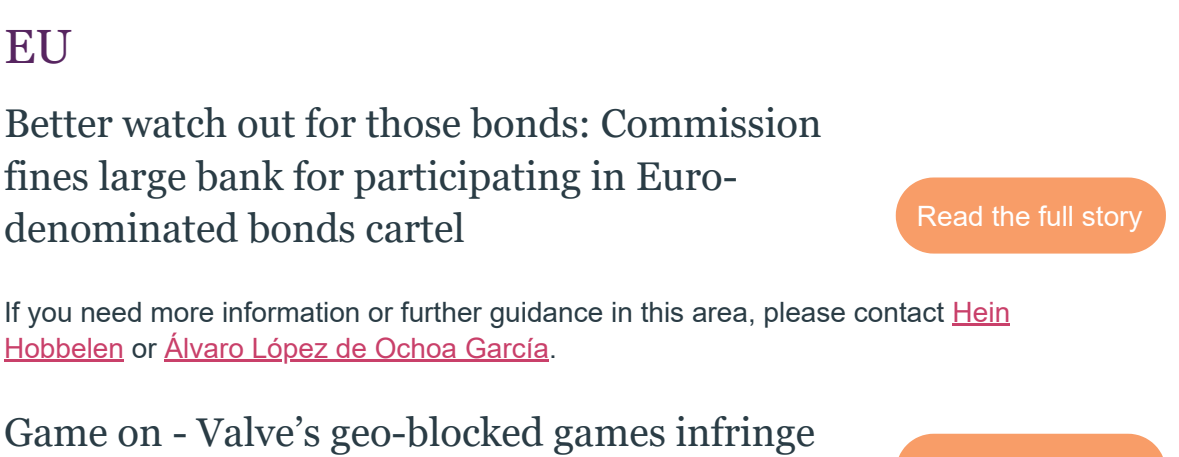 EU
Better watch out for those bonds: Commission
fines large bank for participating in Euro-
denominated bonds cartel
Read the full story
If you need more information or further guidance in this area, please contact Hein
Hobbelen or Álvaro López de Ochoa García.
Game on - Valve’s geo-blocked games infringe